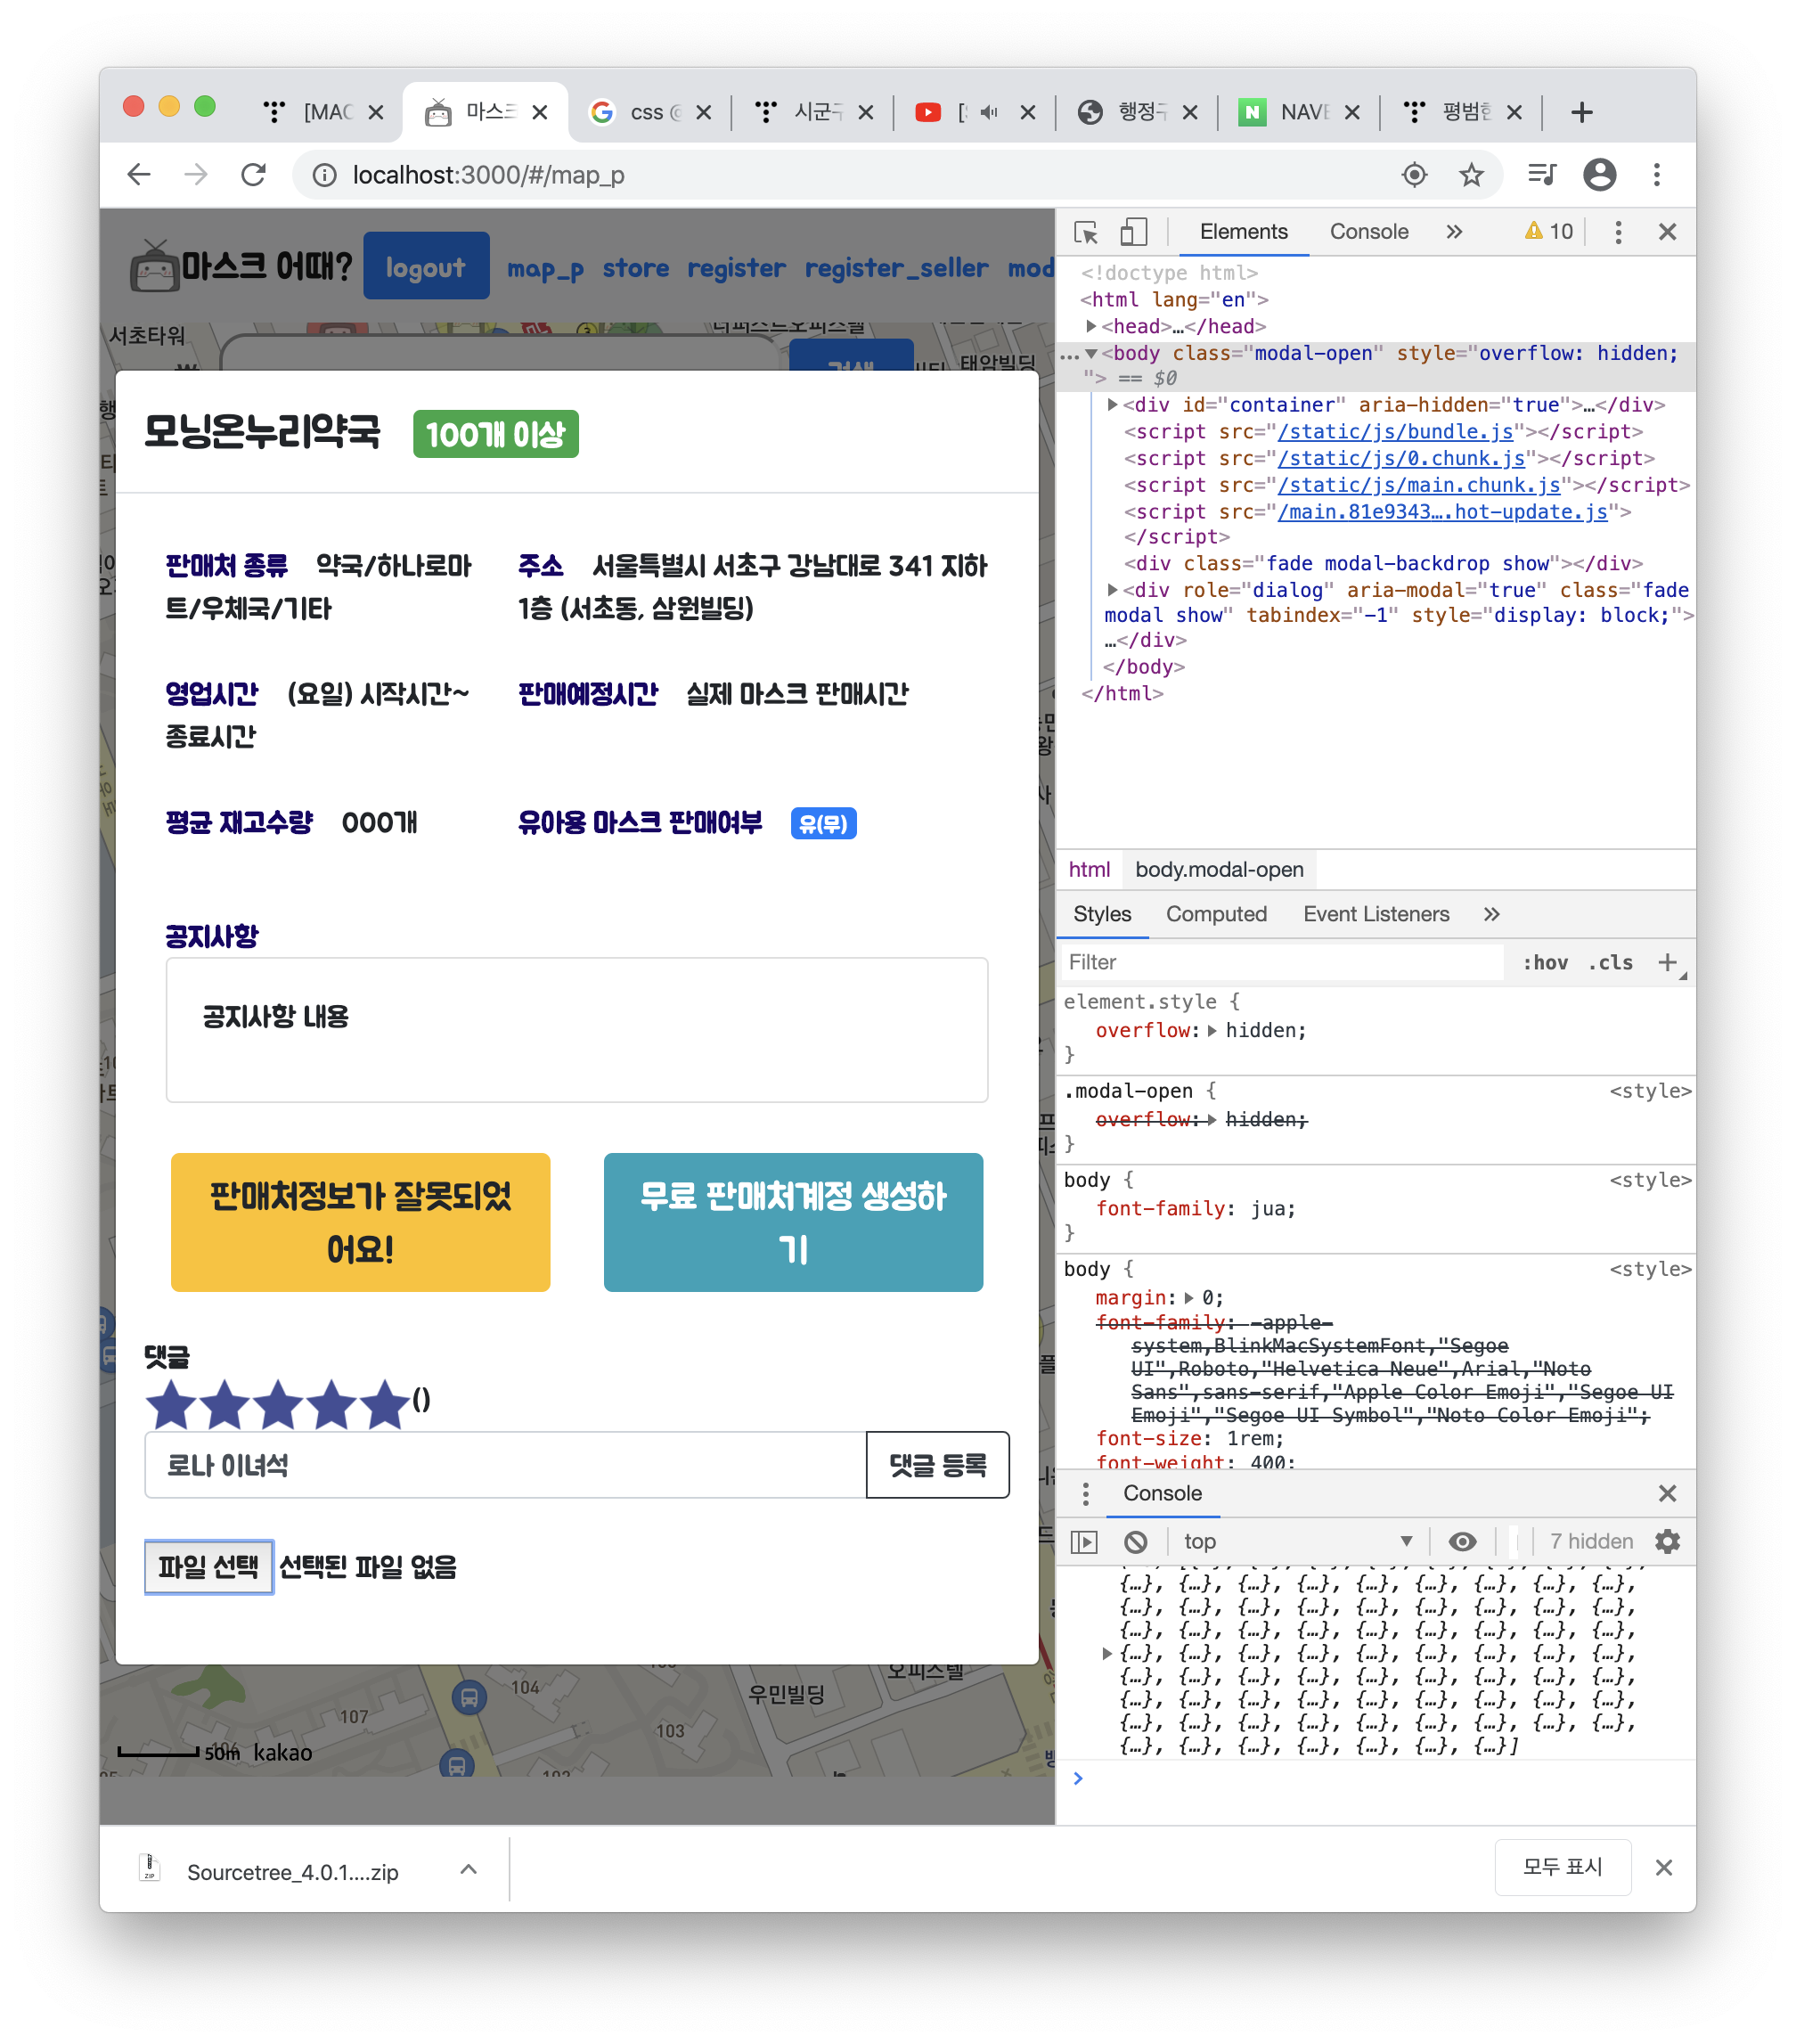 [MAC
마스크
css @
시군구
[
행정구
NAVE
평범한
localhost:3000/#/map_p
마스크 어때?
logout
map_p
store
register
register_seller
mod
서초타워
태암빌딩
모닝온누리약국
100개 이상
판매처 종류 약국/하나로마
트/우체국/기타
주소 서울특별시 서초구 강남대로 341 지하
1층 (서초동, 삼원빌딩)
영업시간 (요일) 시작시간~
종료시간
판매예정시간 실제 마스크 판매시간
평균 재고수량 000개
유아용 마스크 판매여부 유(무)
공지사항
공지사항 내용
판매처정보가 잘못되었
어요!
무료 판매처계정 생성하
기
댓글
()
로나 이녀석
댓글 등록
파일 선택 선택된 파일 없음
오피스텔
우민빌딩
104
107
103
106
50m kakao
Elements
Console
10
<!doctype html>
<html lang="en">
<head>…</head>
<body class="modal-open" style="overflow: hidden;
"> == $0
<div id="container" aria-hidden="true">…</div>
<script src="/static/js/bundle.js"></script>
<script src="/static/js/0.chunk.js"></script>
<script src="/static/js/main.chunk.js"></script>
<script src="/main.81e9343….hot-update.js">
</script>
<div class="fade modal-backdrop show"></div>
<div role="dialog" aria-modal="true" class="fade
modal show" tabindex="-1" style="display: block;">
…</div>
</body>
</html>
html
body.modal-open
Styles
Computed
Event Listeners
Filter
:hov
.cls
element.style {
overflow: hidden;
}
.modal-open {
<style>
overflow: hidden;
}
body {
<style>
font-family: jua;
}
body {
<style>
margin: 0;
font-family: -apple-
system,BlinkMacSystemFont,"Segoe
UI",Roboto,"Helvetica Neue",Arial,"Noto
Sans",sans-serif,"Apple Color Emoji","Segoe UI
Emoji","Segoe UI Symbol","Noto Color Emoji";
font-size: 1rem;
font-weight: 400;
Console
top
7 hidden
{…}, {…}, {…}, {…}, {…}, {…}, {…}, {…}, {…},
{…}, {…}, {…}, {…}, {…}, {…}, {…}, {…}, {…},
{…}, {…}, {…}, {…}, {…}, {…}, {…}, {…}, {…},
{…}, {…}, {…}, {…}, {…}, {…}, {…}, {…}, {…},
{…}, {…}, {…}, {…}, {…}, {…}, {…}, {…}, {…},
{…}, {…}, {…}, {…}, {…}, {…}, {…}, {…}, {…},
{…}, {…}, {…}, {…}, {…}, {…}, {…}, {…}, {…},
{…}, {…}, {…}, {…}, {…}, {…}, {…}]
Sourcetree_4.0.1....zip
모두 표시